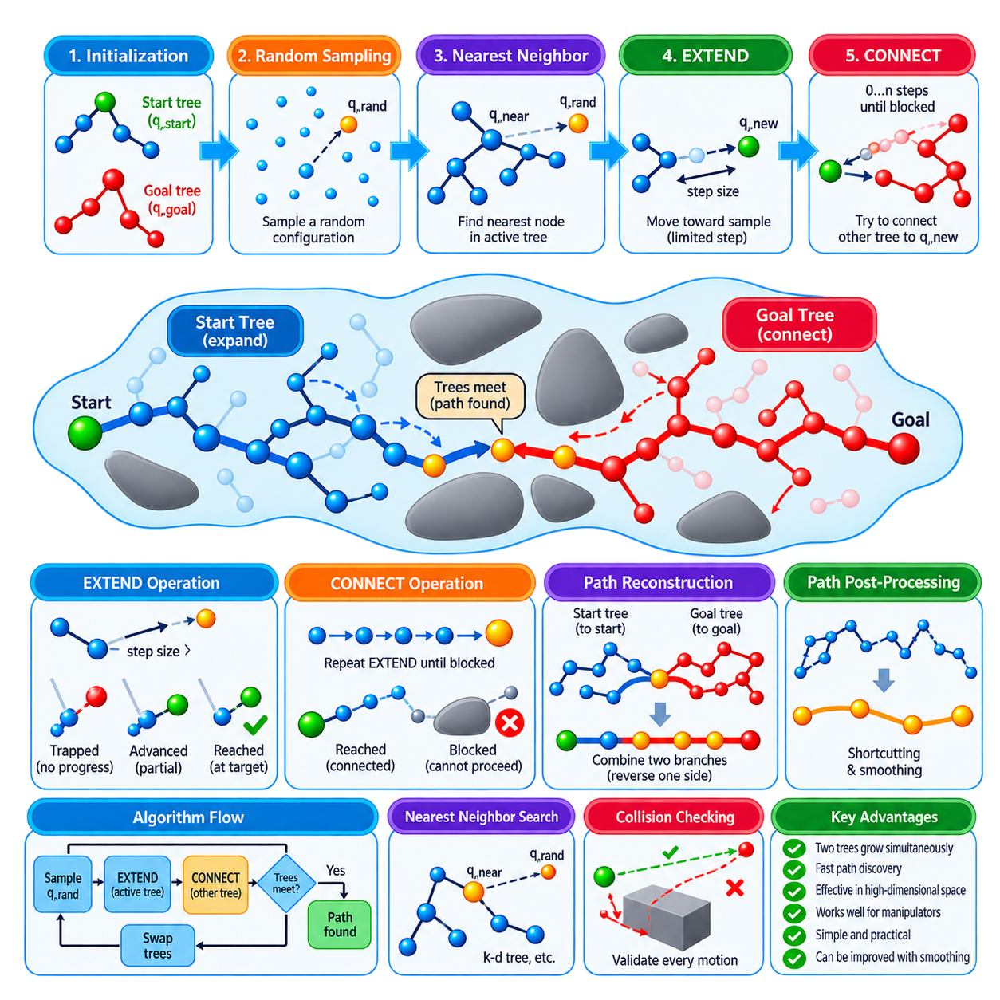 1. Initialization
Start tree
(q„start)
Goal tree
(q„goal)
2. Random Sampling
q„rand
Sample a random
configuration
3. Nearest Neighbor
q„near
q„rand
Find nearest node
in active tree
4. EXTEND
q„new
step size
Move toward sample
(limited step)
5. CONNECT
0...n steps
until blocked
Try to connect
other tree to q„new
Start Tree
(expand)
Goal Tree
(connect)
Start
Trees meet
(path found)
Goal
EXTEND Operation
step size >
Trapped
(no progress)
Advanced
(partial)
Reached
(at target)
CONNECT Operation
Repeat EXTEND until blocked
Reached
(connected)
Blocked
(cannot proceed)
Path Reconstruction
Start tree
(to start)
Goal tree
(to goal)
Combine two branches
(reverse one side)
Path Post-Processing
Shortcutting
& smoothing
Algorithm Flow
Sample
q„rand
EXTEND
(active tree)
CONNECT
(other tree)
Trees
meet?
Yes
Path
found
Swap
trees
Nearest Neighbor Search
q„near
q„rand
K-d tree, etc.
Collision Checking
Validate every motion
Key Advantages
Two trees grow simultaneously
Fast path discovery
Effective in high-dimensional space
Works well for manipulators
Simple and practical
Can be improved with smoothing